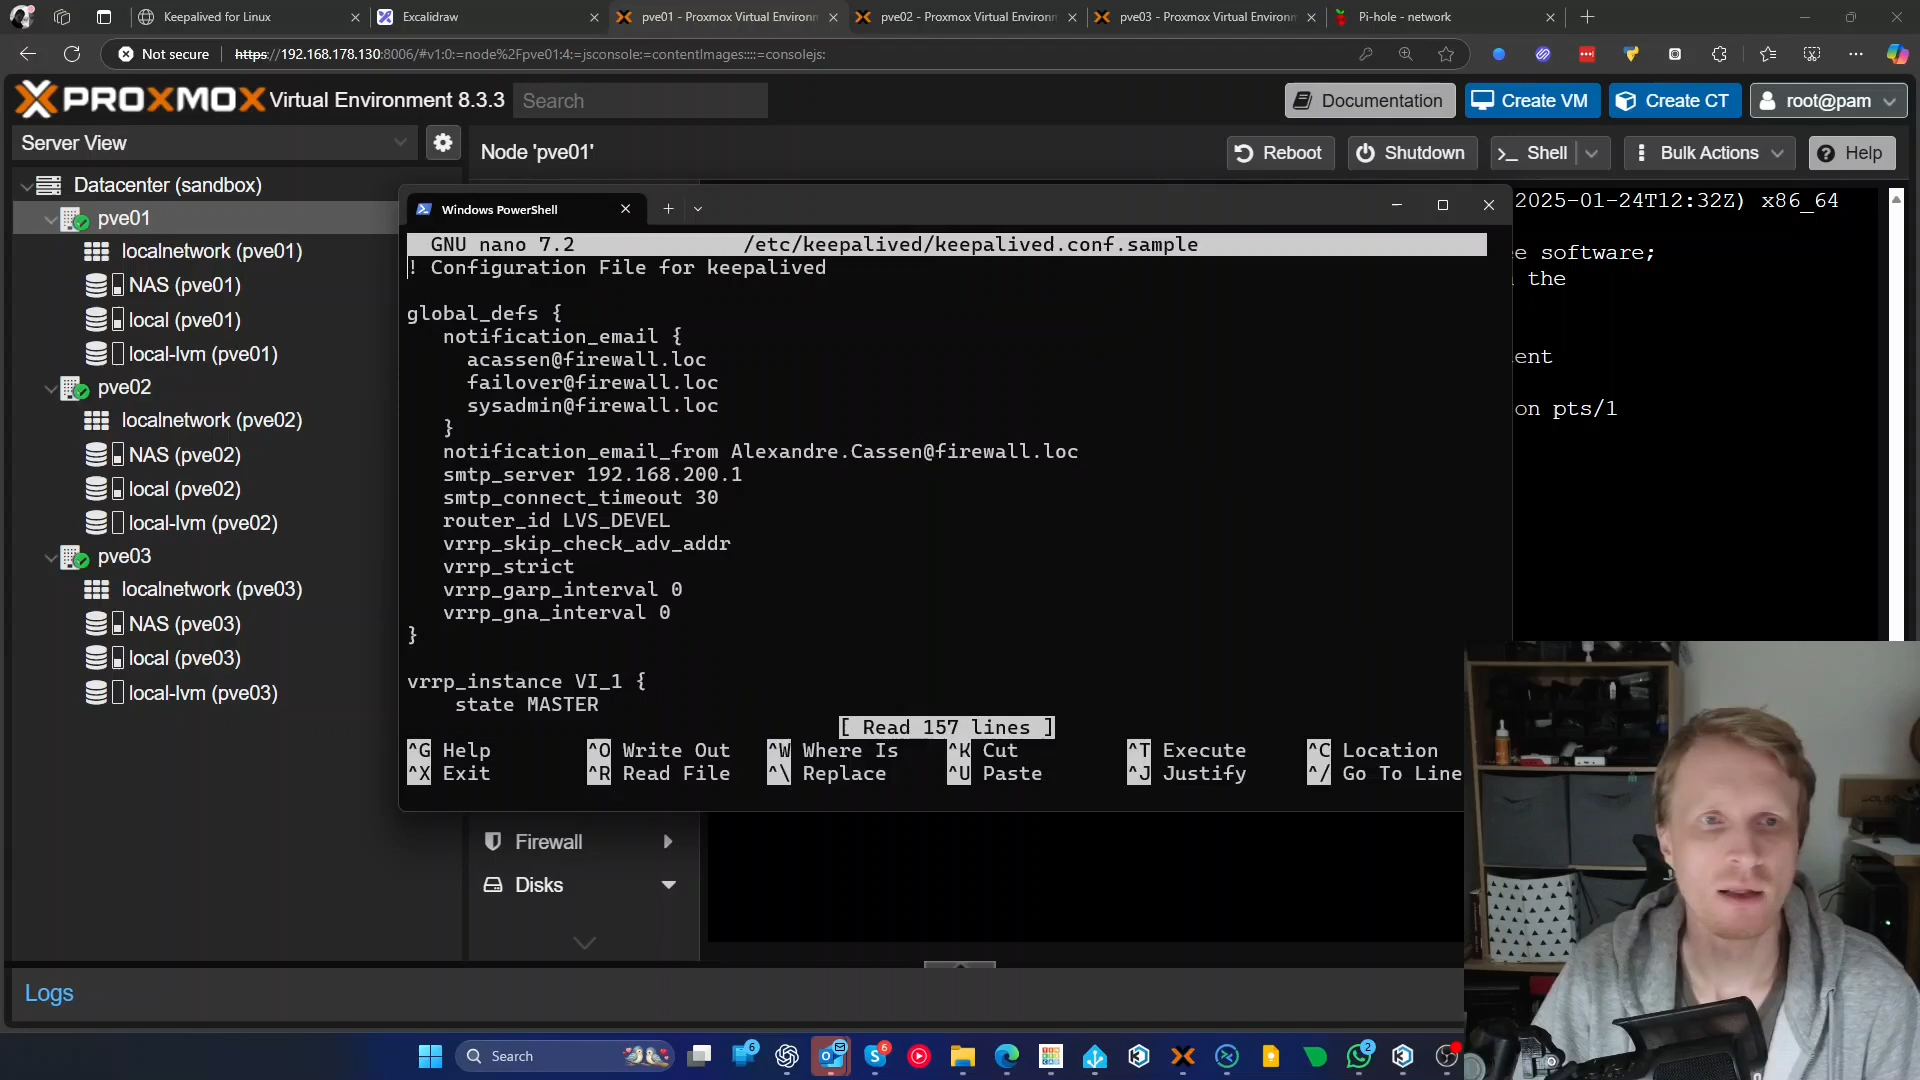 Keepalived for Linux
Excalidraw
pve01 - Proxmox Virtual Environm
pve02 - Proxmox Virtual Environm
pve03 - Proxmox Virtual Environm
Pi-hole - network
Not secure
https://192.168.178.130:8006/#v1:0:=node%2Fpve01:4:=jsconsole:=contentImages::::=consolejs:
PROXMOX Virtual Environment 8.3.3
Search
Documentation
Create VM
Create CT
root@pam
Server View
Node 'pve01'
Reboot
Shutdown
Shell
Bulk Actions
Help
Datacenter (sandbox)
pve01
localnetwork (pve01)
NAS (pve01)
local (pve01)
local-lvm (pve01)
pve02
localnetwork (pve02)
NAS (pve02)
local (pve02)
local-lvm (pve02)
pve03
localnetwork (pve03)
NAS (pve03)
local (pve03)
local-lvm (pve03)
2025-01-24T12:32Z) x86_64
e software;
the
ent
on pts/1
Windows PowerShell
GNU nano 7.2 /etc/keepalived/keepalived.conf.sample
! Configuration File for keepalived
global_defs {
notification_email {
acassen@firewall.loc
failover@firewall.loc
sysadmin@firewall.loc
}
notification_email_from Alexandre.Cassen@firewall.loc
smtp_server 192.168.200.1
smtp_connect_timeout 30
router_id LVS_DEVEL
vrrp_skip_check_adv_addr
vrrp_strict
vrrp_garp_interval 0
vrrp_gna_interval 0
}
vrrp_instance VI_1 {
state MASTER
[ Read 157 lines ]
^G Help ^O Write Out ^W Where Is ^K Cut ^T Execute ^C Location
^X Exit ^R Read File ^\ Replace ^U Paste ^J Justify ^/ Go To Line
Firewall
Disks
Logs
Search
6
6
2